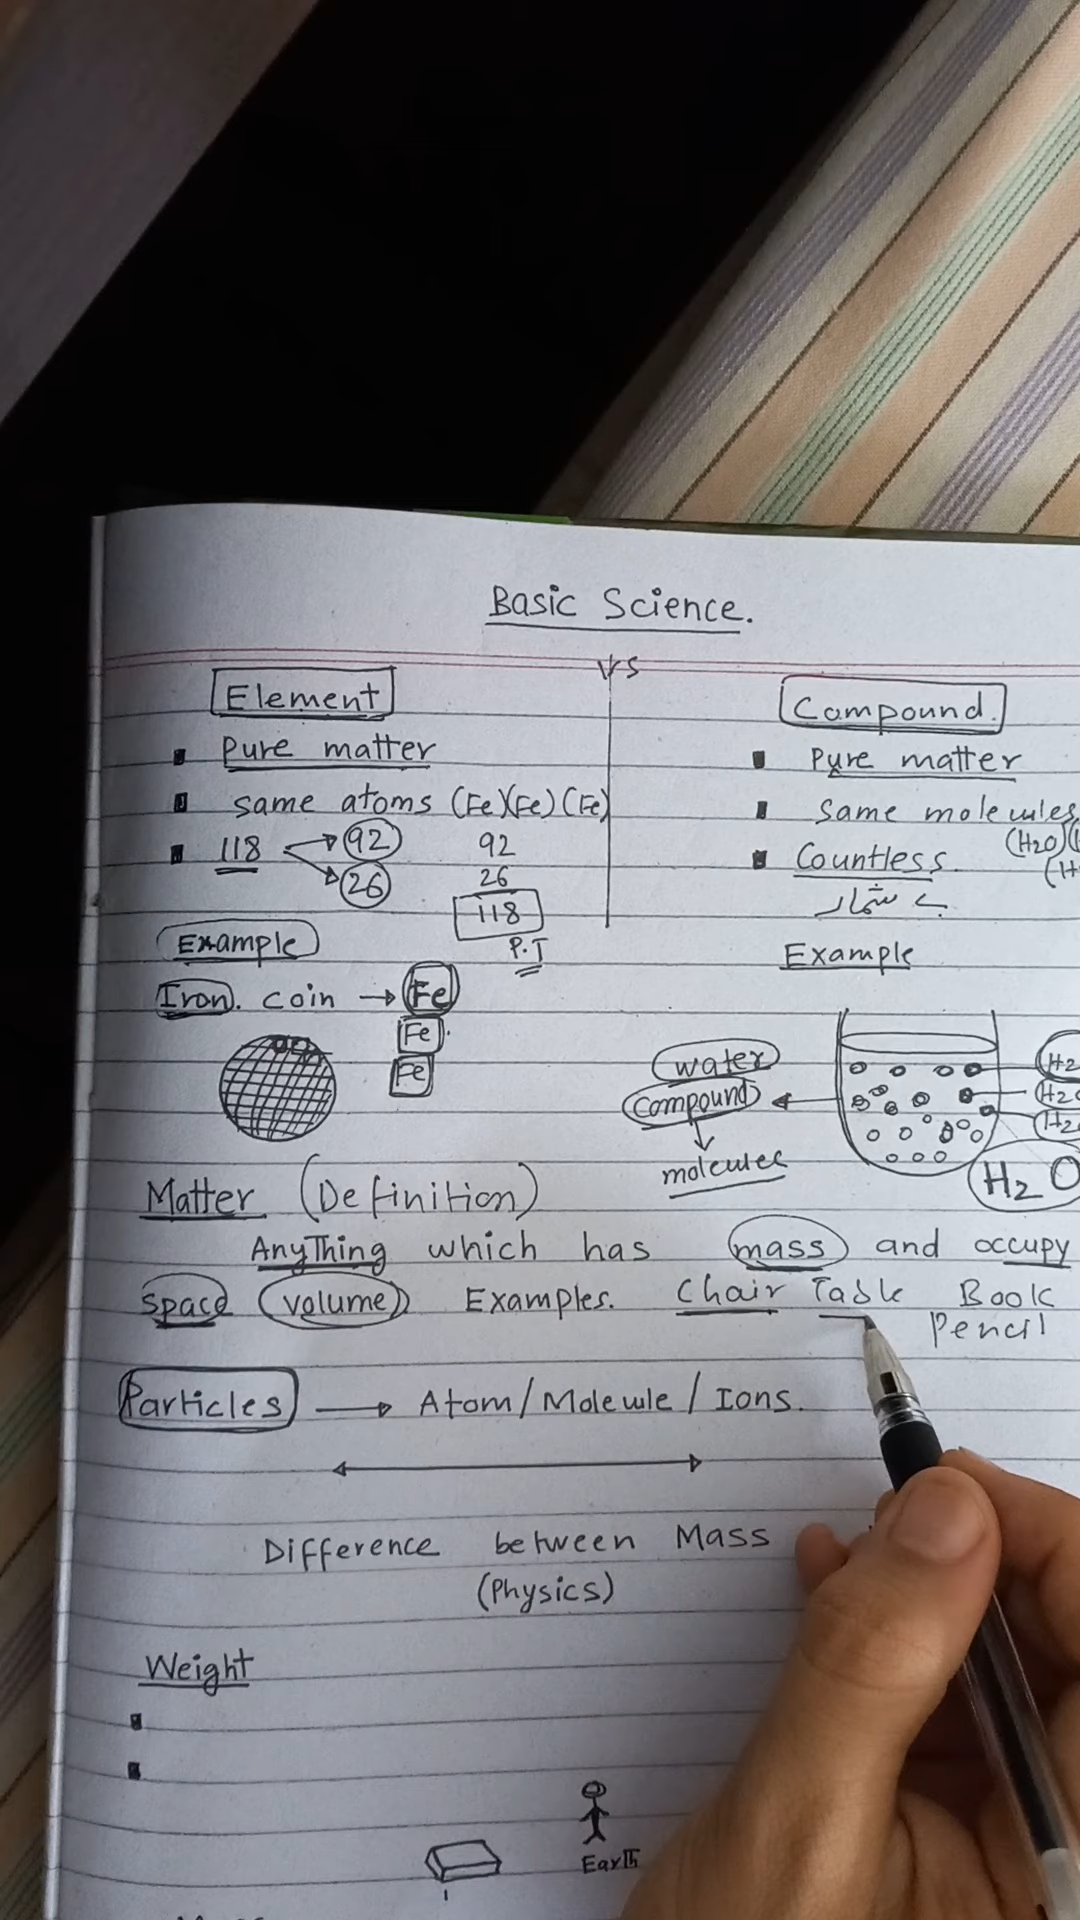 Basic Science.
VS
Element
Pure matter
same atoms (Fe)(Fe)(Fe)
118 92 92
26 26
118
P.T
Compound.
Pure matter
Same molecules
(H2O)
Countless
بے شمار
Example
Iron. coin → Fe
Fe
Fe
Example
water
Compound
molecules
H2
H2O
Matter (Definition)
AnyThing which has mass and occupy
space (volume) Examples. Chair Table Book
Pencil
Particles → Atom/Molecule/Ions.
Difference between Mass
(Physics)
Weight
Earth